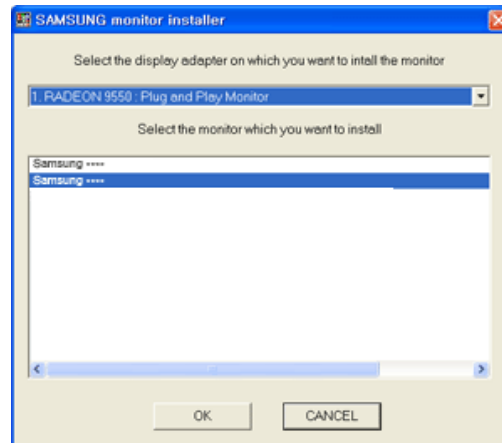 SAMSUNG monitor installer
Select the display adapter on which you want to intall the monitor
1. RADEON 9550 : Plug and Play Monitor
Select the monitor which you want to install
Samsung ----
Samsung ----
OK
CANCEL